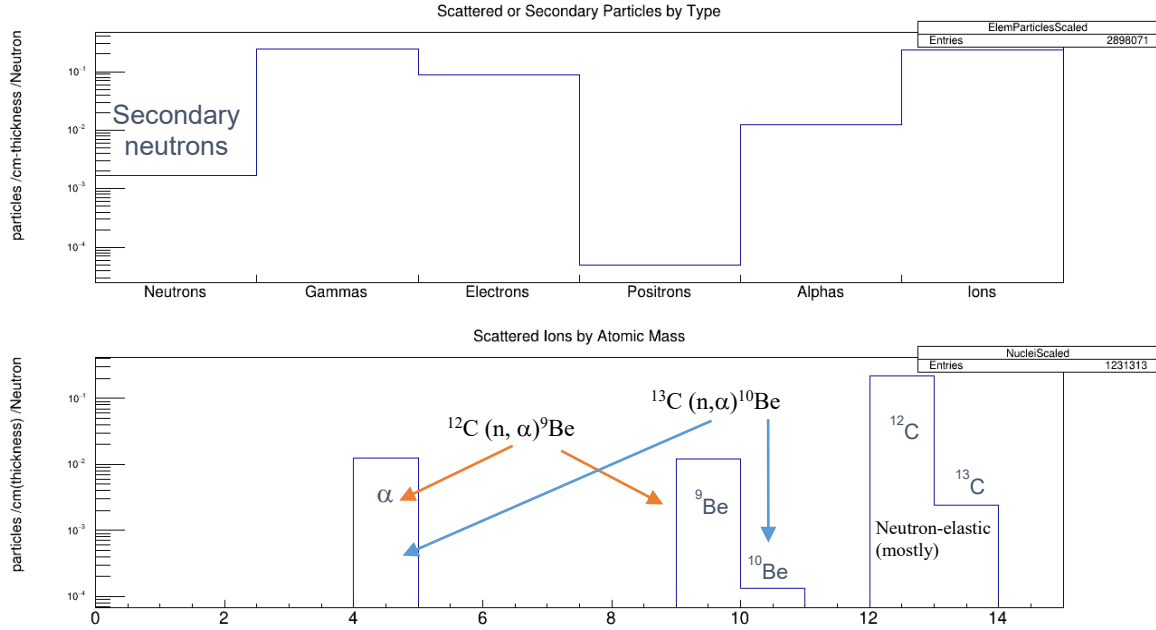 Scattered or Secondary Particles by Type
ElemParticlesScaled
Entries 2898071
particles /cm-thickness /Neutron
10⁻¹
10⁻²
10⁻³
10⁻⁴
Secondary
neutrons
Neutrons Gammas Electrons Positrons Alphas Ions
Scattered Ions by Atomic Mass
NucleiScaled
Entries 1231313
particles /cm(thickness) /Neutron
10⁻¹
10⁻²
10⁻³
10⁻⁴
¹²C (n, α)⁹Be
¹³C (n,α)¹⁰Be
α
⁹Be
¹⁰Be
¹²C
¹³C
Neutron-elastic
(mostly)
0 2 4 6 8 10 12 14